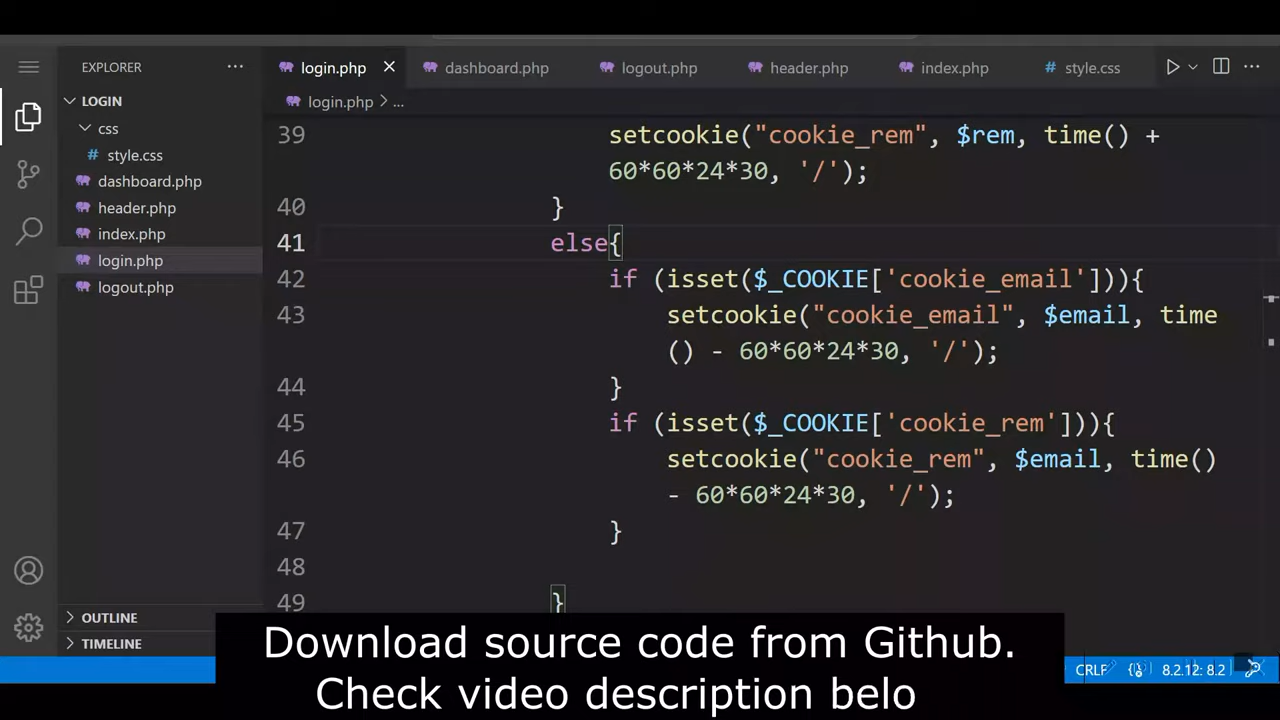 EXPLORER
login.php
dashboard.php
logout.php
header.php
index.php
# style.css
LOGIN
login.php > ...
css
# style.css
dashboard.php
header.php
index.php
login.php
logout.php
39 setcookie("cookie_rem", $rem, time() +
60*60*24*30, '/');
40 }
41 else{
42 if (isset($_COOKIE['cookie_email'])){
43 setcookie("cookie_email", $email, time
() - 60*60*24*30, '/');
44 }
45 if (isset($_COOKIE['cookie_rem'])){
46 setcookie("cookie_rem", $email, time()
- 60*60*24*30, '/');
47 }
48
49 }
OUTLINE
TIMELINE
CRLF
8.2.12: 8.2
Download source code from Github.
Check video description belo